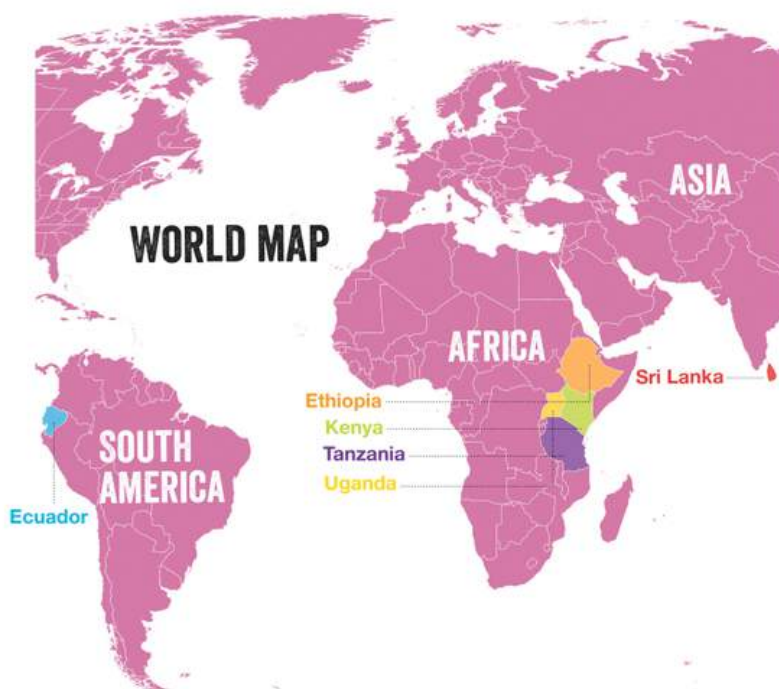 ASIA
WORLD MAP
AFRICA
Sri Lanka
Ethiopia
Kenya
Tanzania
Uganda
SOUTH
AMERICA
Ecuador